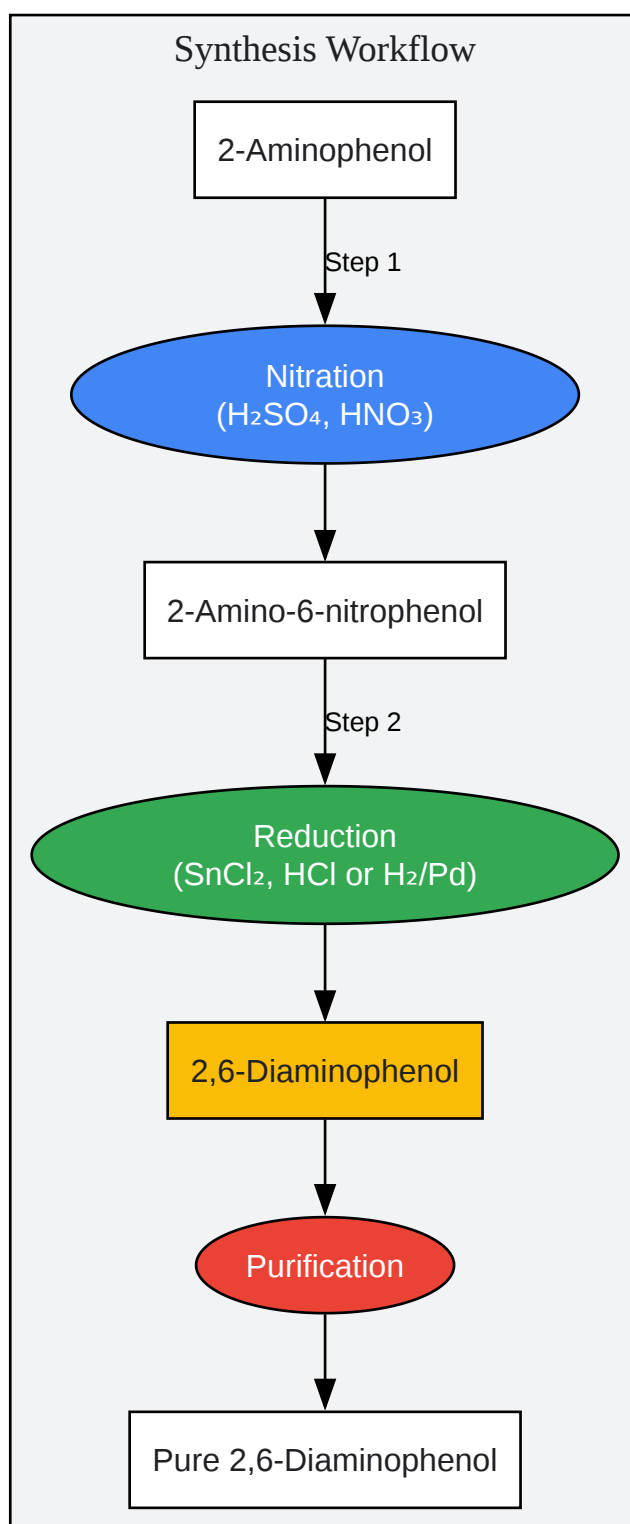 Synthesis Workflow
2-Aminophenol
Step 1
Nitration
(H₂SO₄, HNO₃)
2-Amino-6-nitrophenol
Step 2
Reduction
(SnCl₂, HCl or H₂/Pd)
2,6-Diaminophenol
Purification
Pure 2,6-Diaminophenol